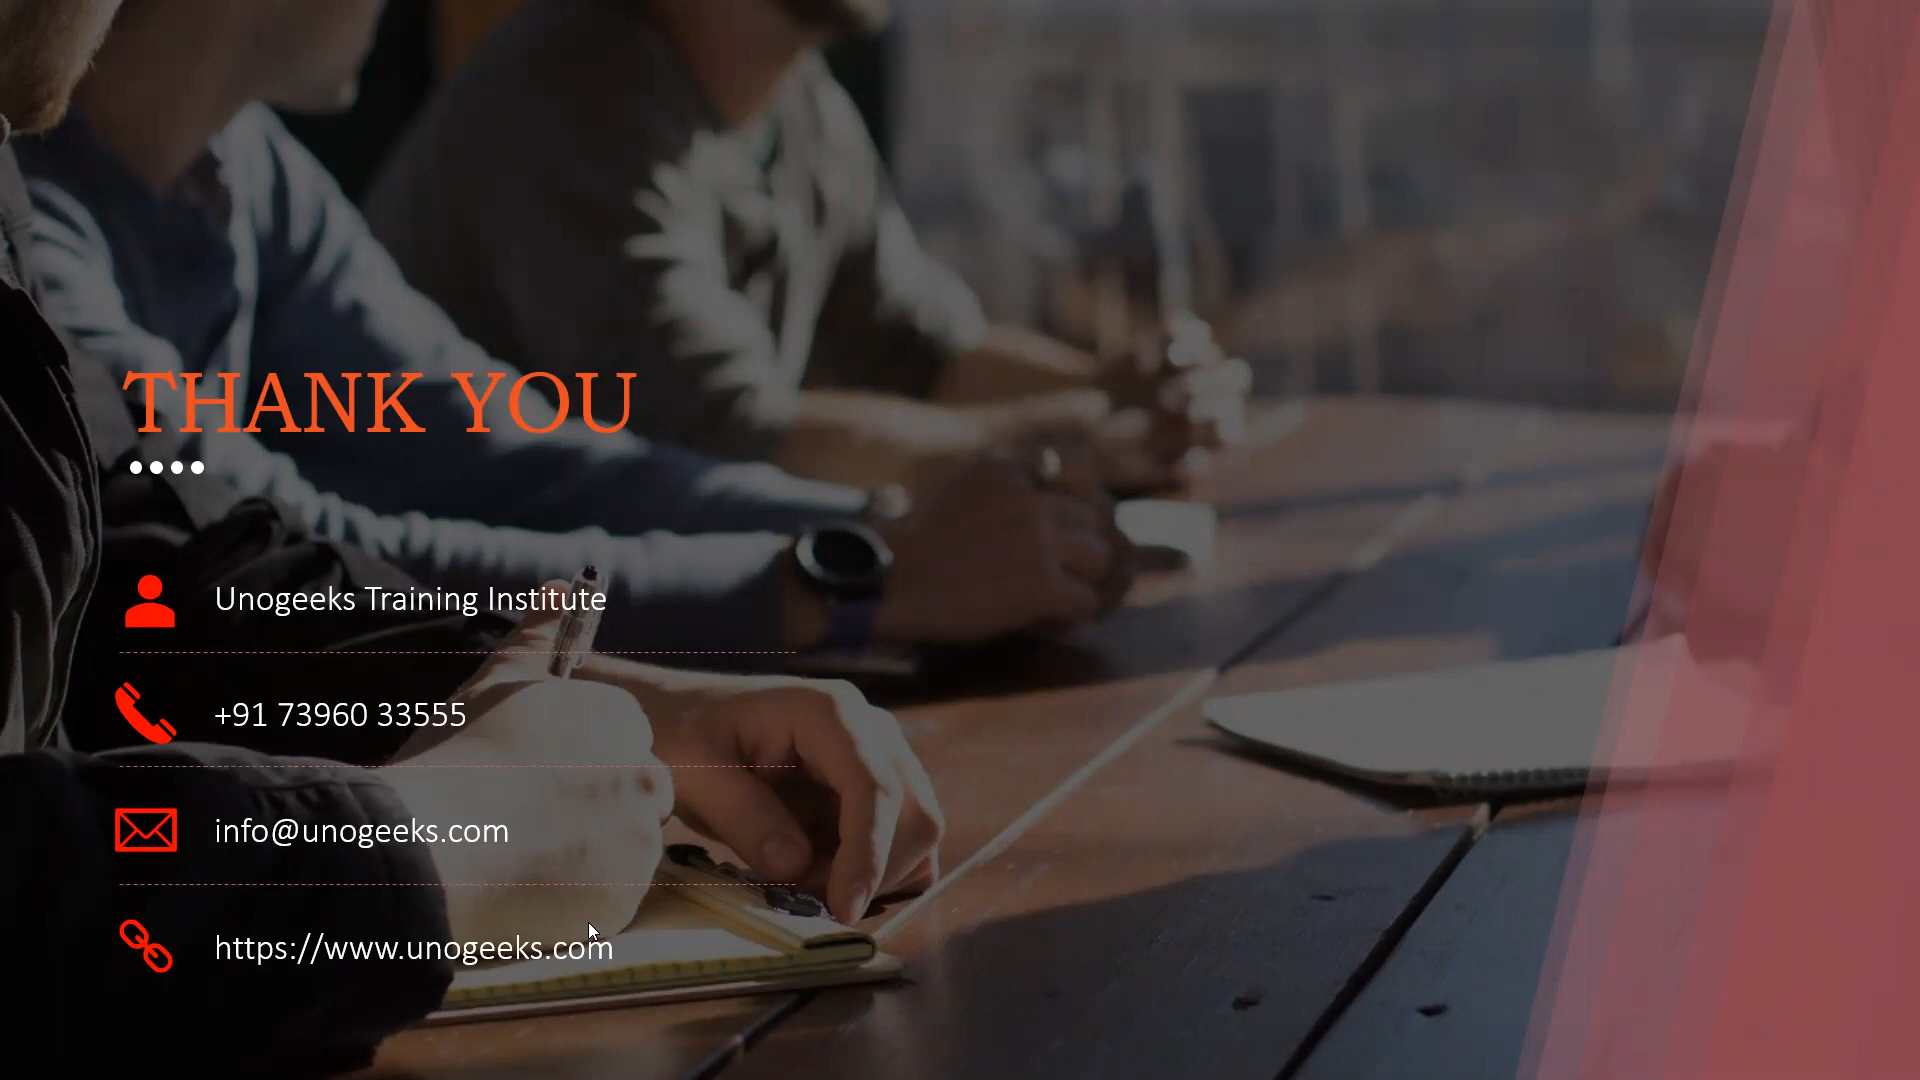 THANK YOU
Unogeeks Training Institute
+91 73960 33555
info@unogeeks.com
https://www.unogeeks.com